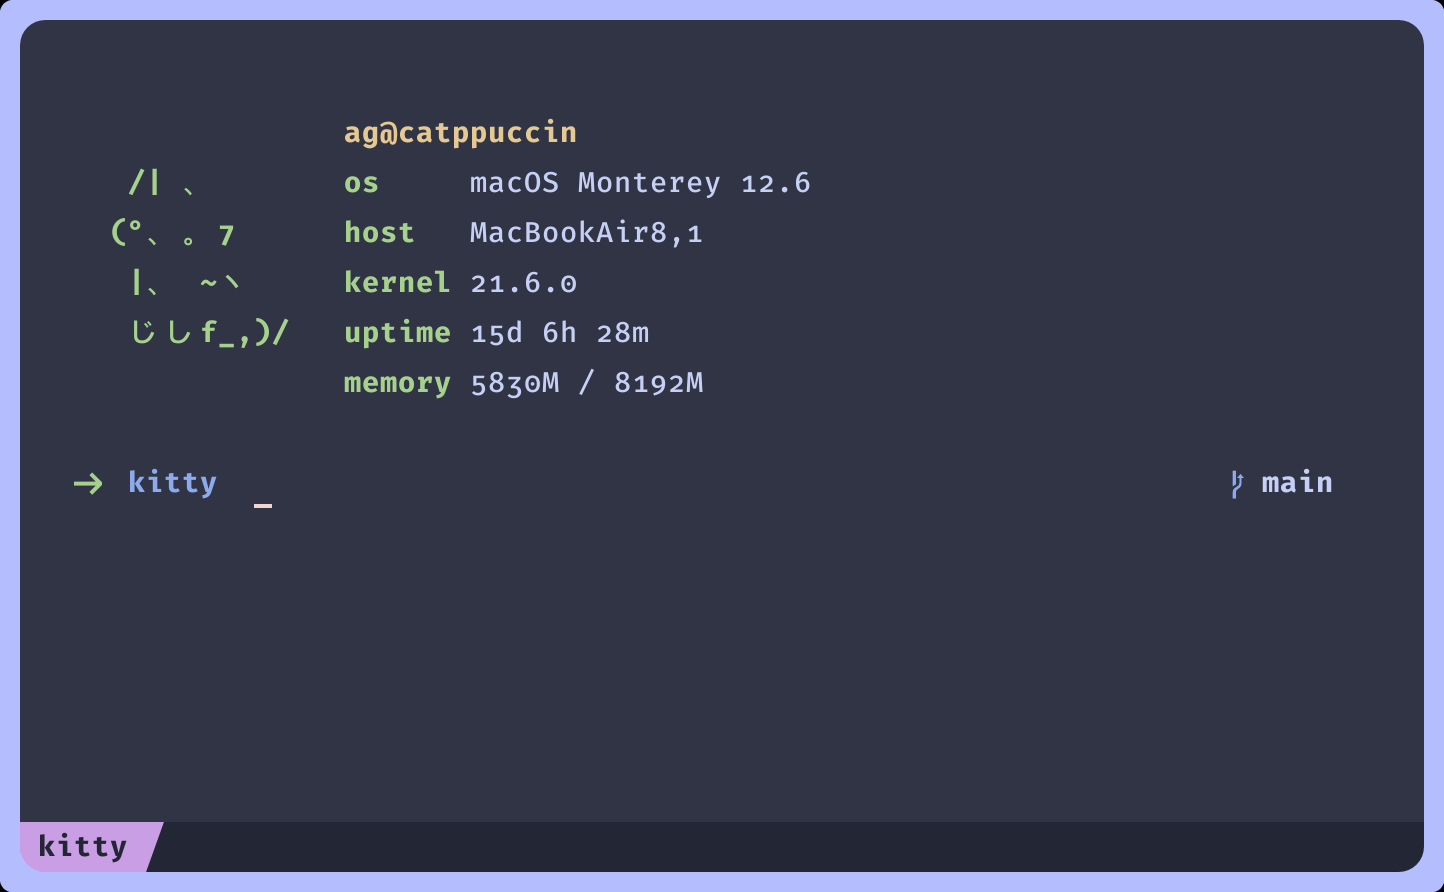 ag@catppuccin
/| 、 os macOS Monterey 12.6
(°、 。 7 host MacBookAir8,1
|、 ~ヽ kernel 21.6.0
じしf_,)/ uptime 15d 6h 28m
memory 5830M / 8192M
→ kitty _ main
kitty